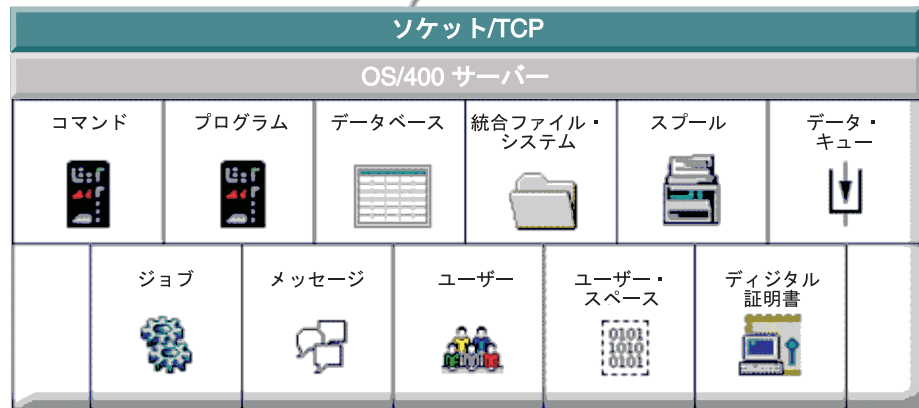 ソケット/TCP
OS/400 サーバー
コマンド
プログラム
データベース
統合ファイル・
システム
スプール
データ・
キュー
ジョブ
メッセージ
ユーザー
ユーザー・
スペース
0101
1010
0101
ディジタル
証明書